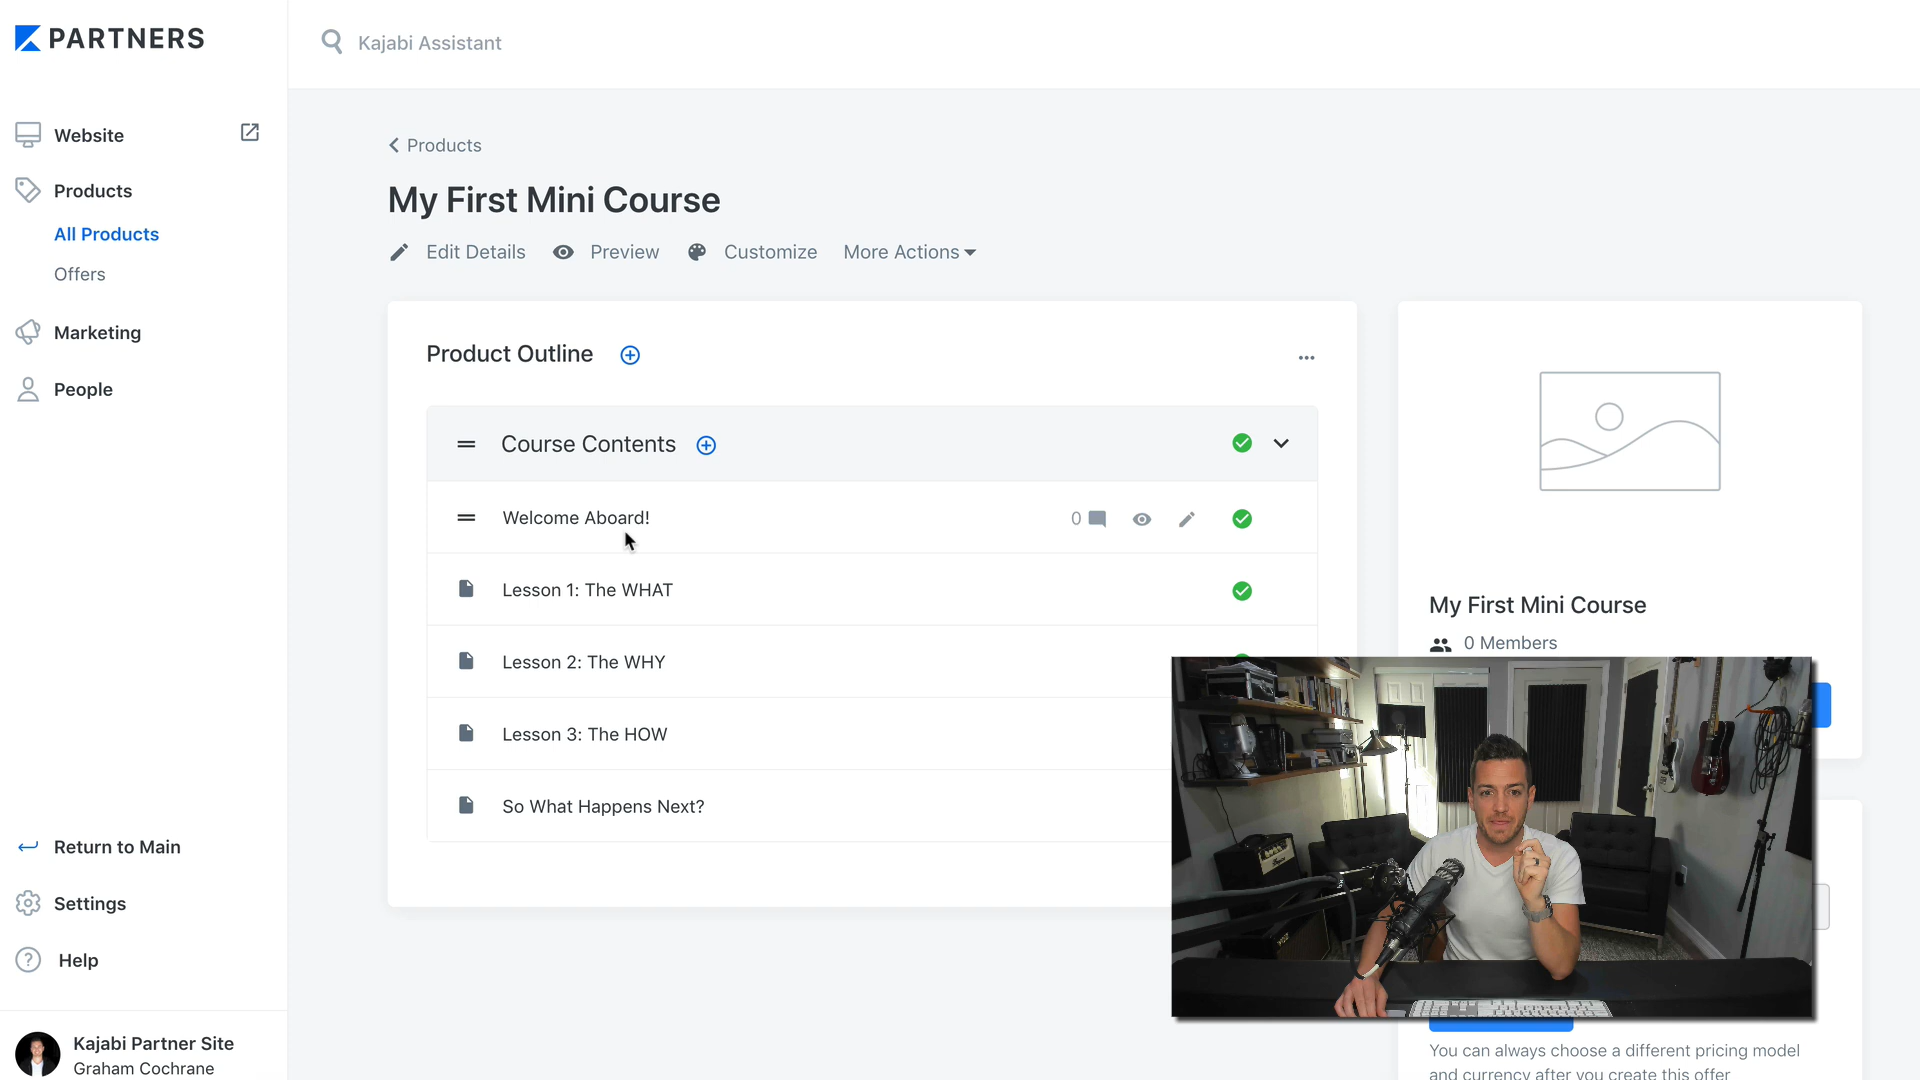 PARTNERS
Kajabi Assistant
Website
Products
All Products
Offers
Marketing
People
Return to Main
Settings
Help
Kajabi Partner Site
Graham Cochrane
Products
My First Mini Course
Edit Details
Preview
Customize
More Actions
Product Outline
Course Contents
Welcome Aboard!
0
Lesson 1: The WHAT
Lesson 2: The WHY
Lesson 3: The HOW
So What Happens Next?
My First Mini Course
0 Members
You can always choose a different pricing model
and currency after you create this offer